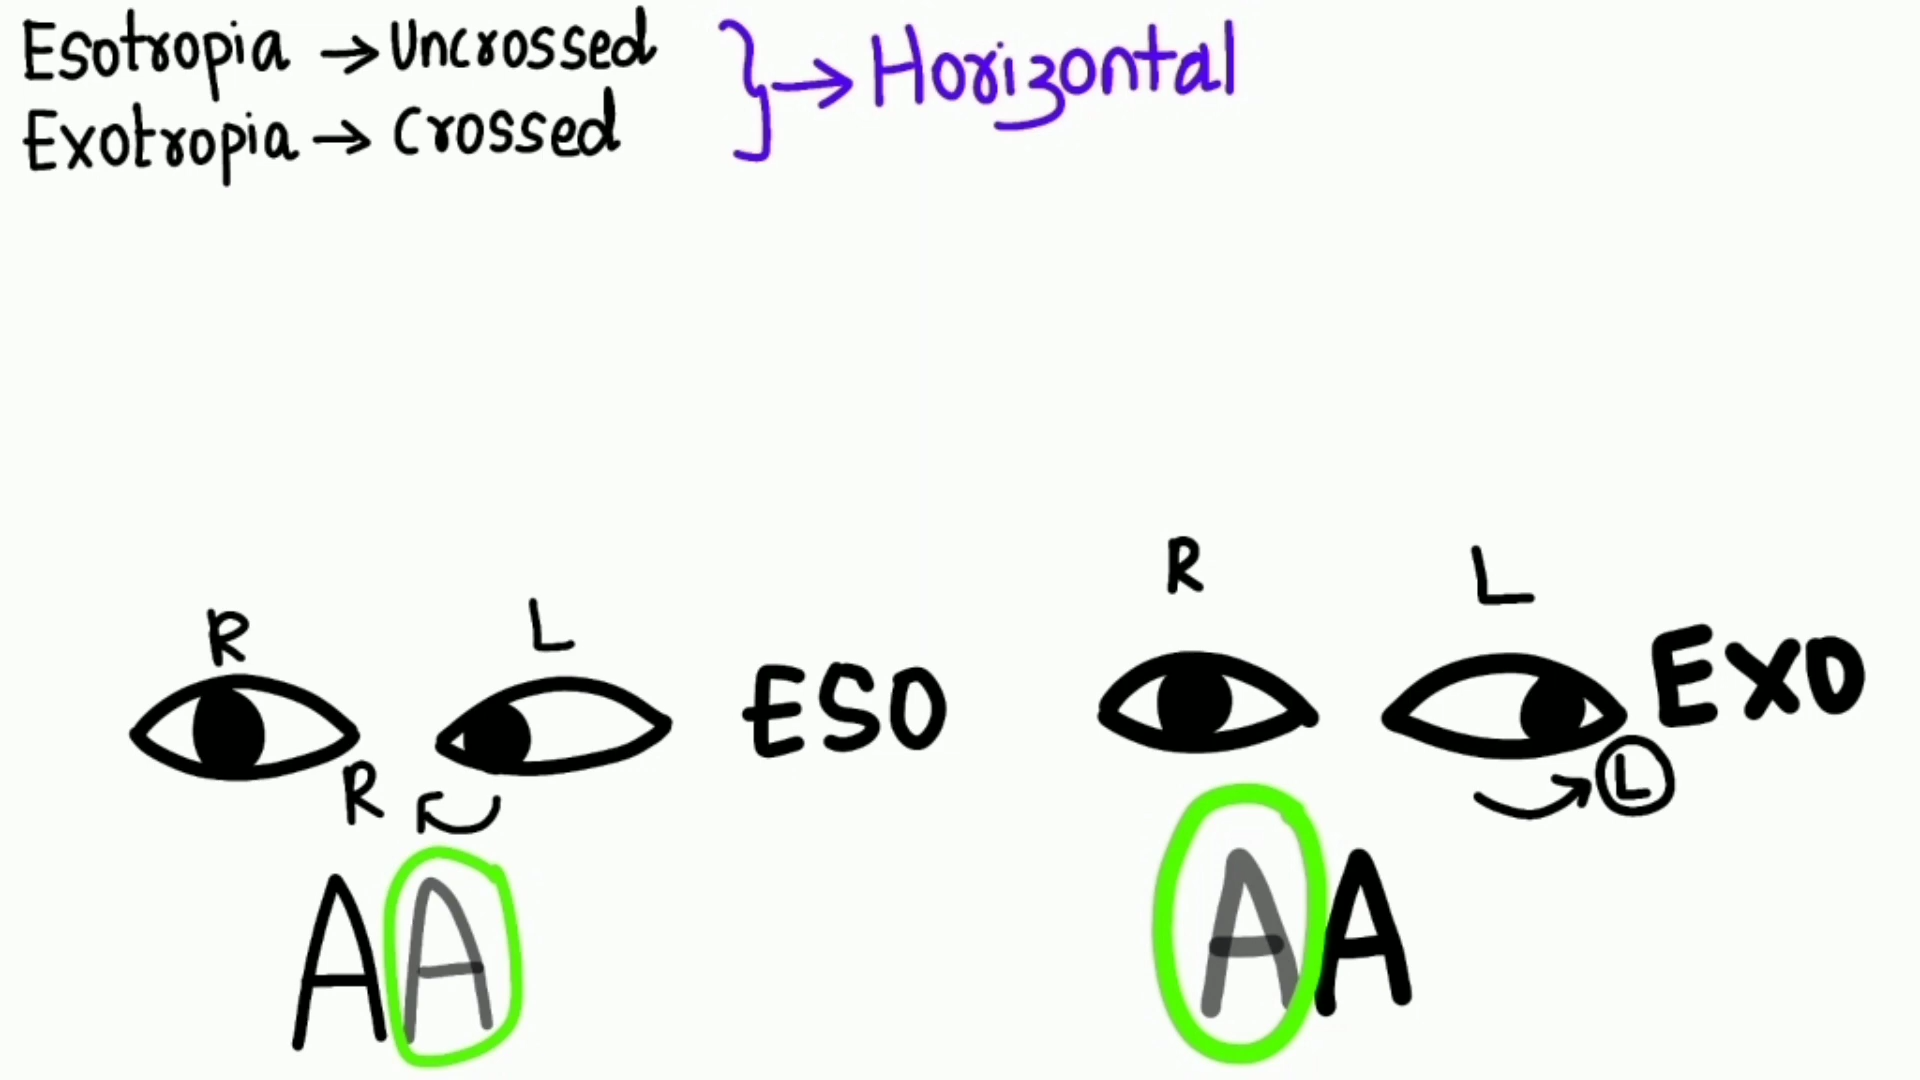 Esotropia → Uncrossed
Exotropia → Crossed
} → Horizontal
R L ESO
R
A A
R L EXO
L
A A